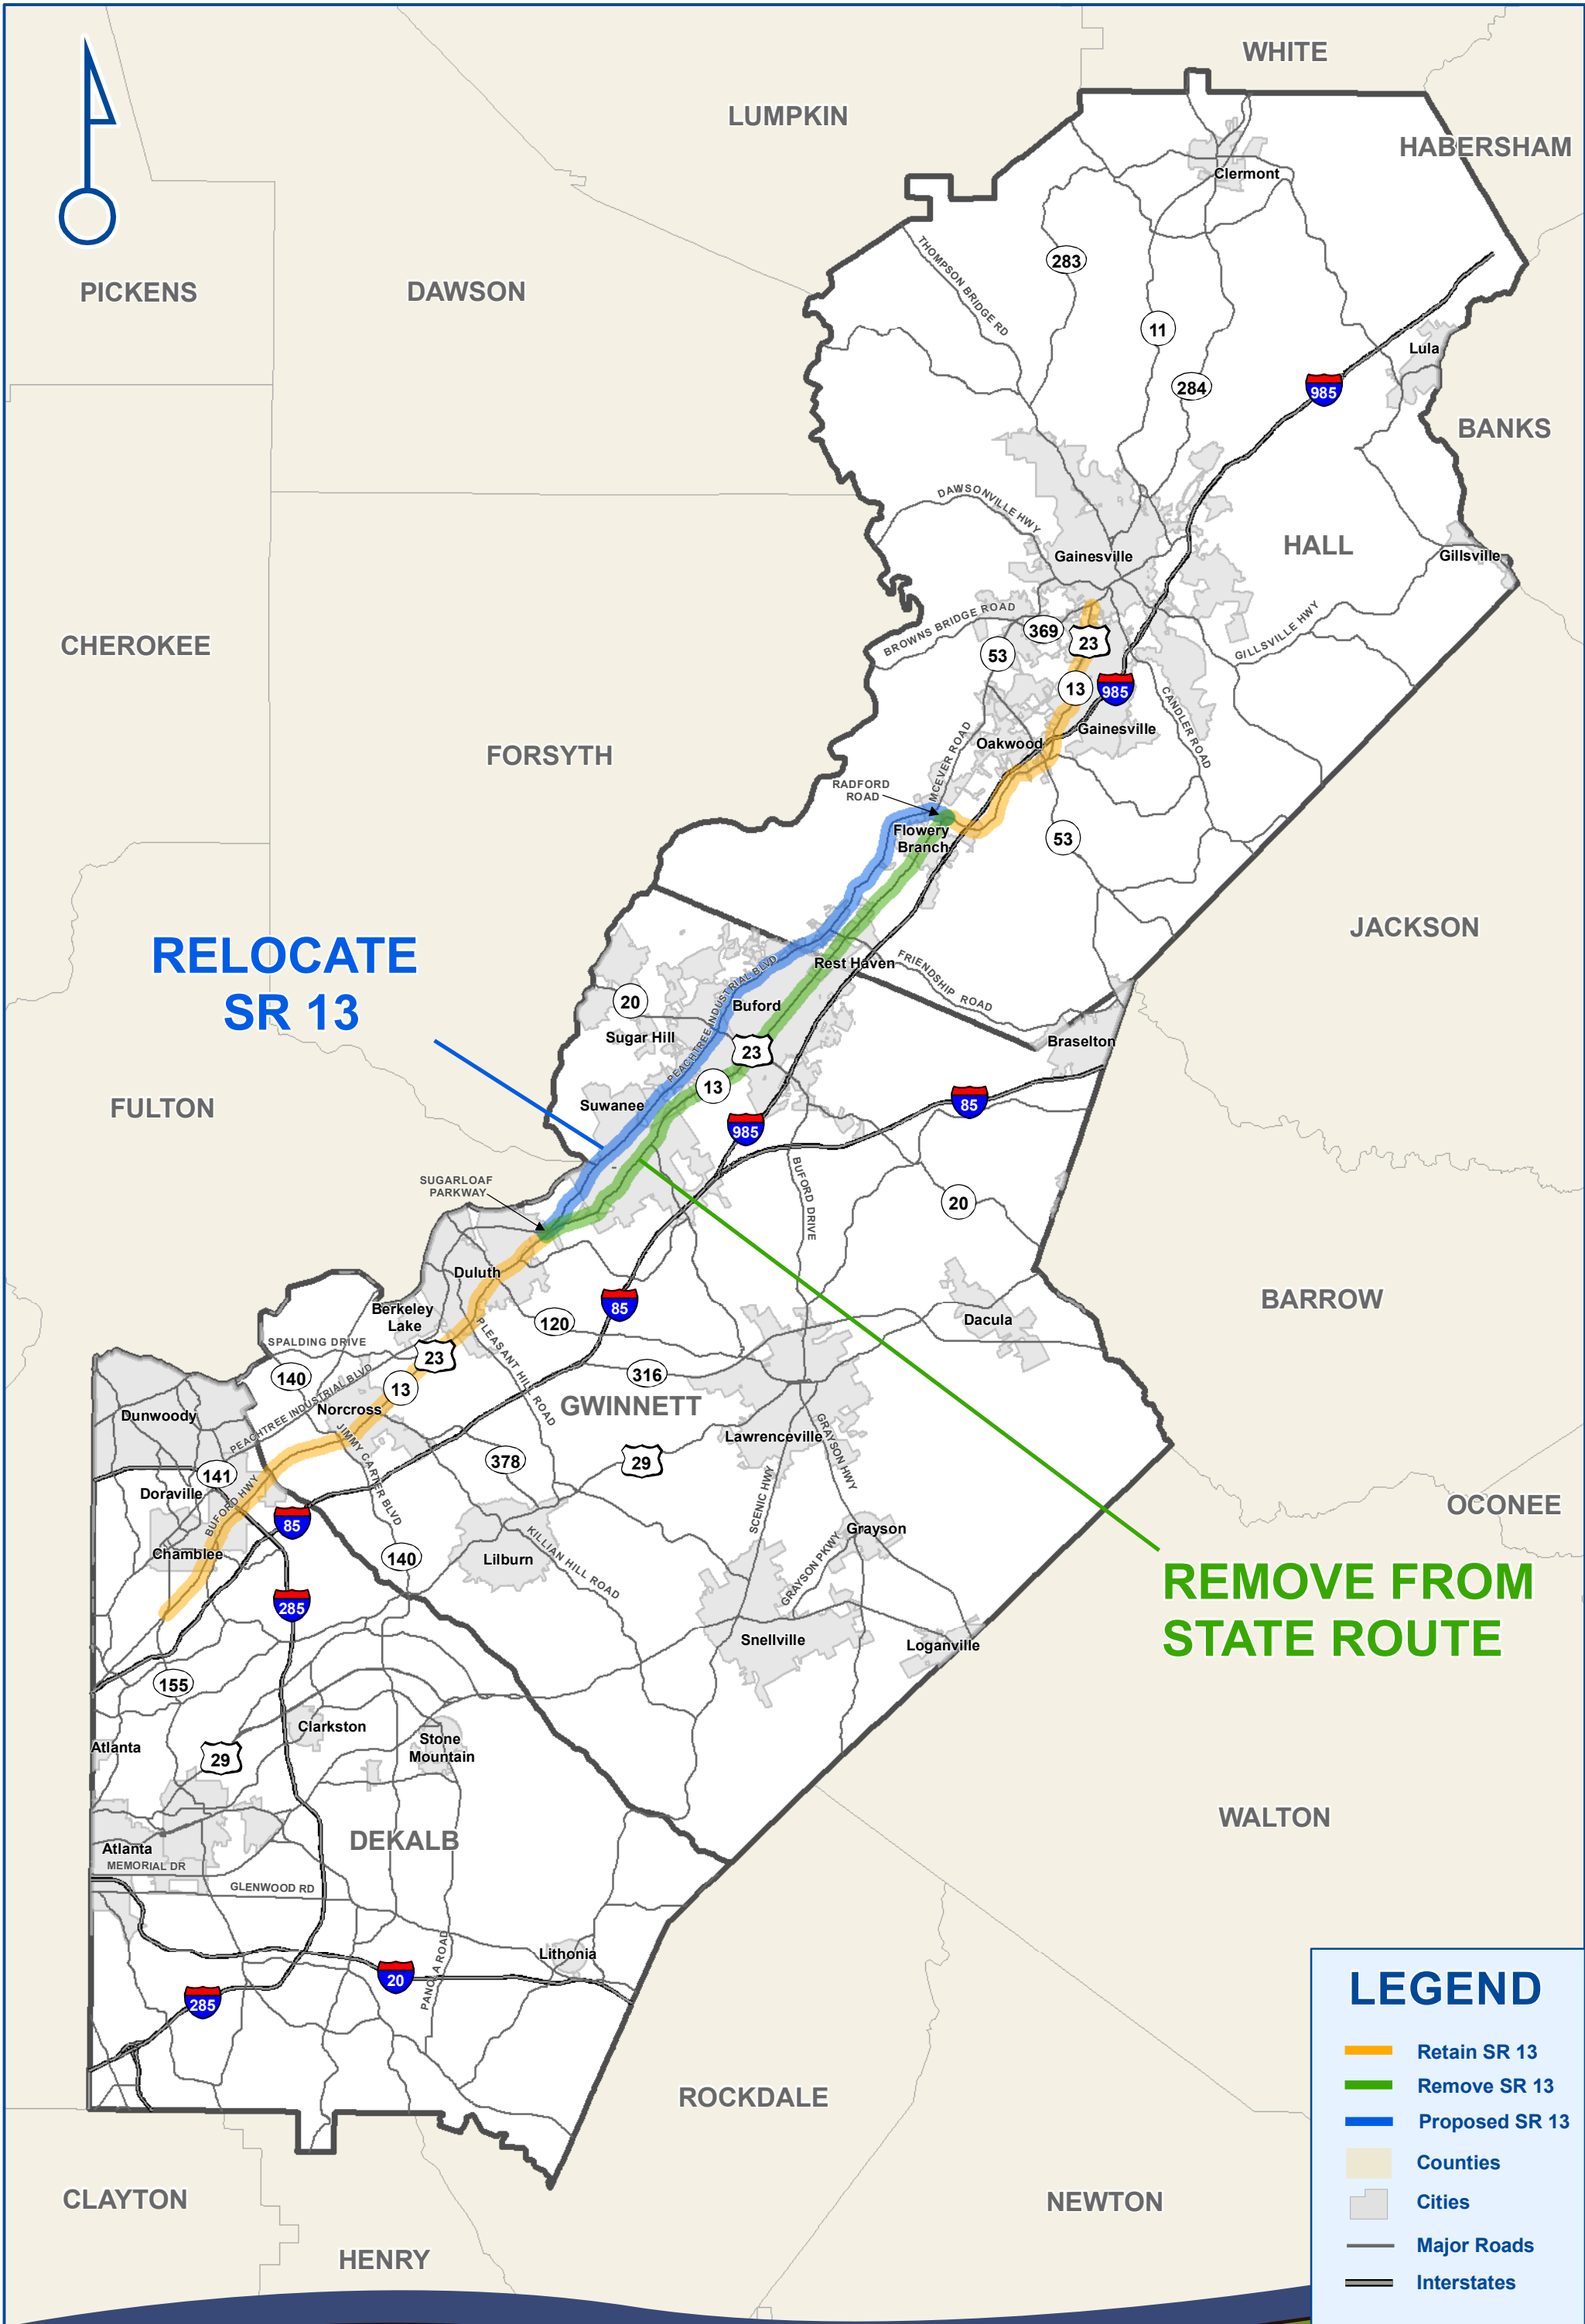 WHITE
LUMPKIN
HABERSHAM
Clermont
THOMPSON BRIDGE RD
283
PICKENS
DAWSON
11
Lula
284
985
BANKS
DAWSONVILLE HWY
HALL
Gainesville
Gillsville
BROWNS BRIDGE ROAD
369
23
GILLSVILLE HWY
CHEROKEE
53
13
985
CANDLER ROAD
Gainesville
FORSYTH
Oakwood
MCEVER ROAD
RADFORD
ROAD
Flowery
Branch
53
JACKSON
RELOCATE
SR 13
Rest Haven
FRIENDSHIP ROAD
PEACHTREE INDUSTRIAL BLVD
20
Buford
Sugar Hill
23
Braselton
13
Suwanee
85
FULTON
985
BUFORD DRIVE
SUGARLOAF
PARKWAY
20
Duluth
BARROW
85
Berkeley
Lake
120
Dacula
SPALDING DRIVE
PLEASANT HILL ROAD
23
140
PEACHTREE INDUSTRIAL BLVD
13
316
GWINNETT
Dunwoody
Norcross
JIMMY CARTER BLVD
Lawrenceville
GRAYSON HWY
378
29
141
Doraville
BUFORD HWY
SCENIC HWY
OCONEE
85
Grayson
KILLIAN HILL ROAD
Chamblee
140
Lilburn
GRAYSON PKWY
REMOVE FROM
STATE ROUTE
285
Snellville
Loganville
155
Clarkston
Stone
Mountain
Atlanta
29
WALTON
DEKALB
Atlanta
MEMORIAL DR
GLENWOOD RD
Lithonia
PANOLA ROAD
20
285
ROCKDALE
CLAYTON
NEWTON
HENRY
LEGEND
Retain SR 13
Remove SR 13
Proposed SR 13
Counties
Cities
Major Roads
Interstates